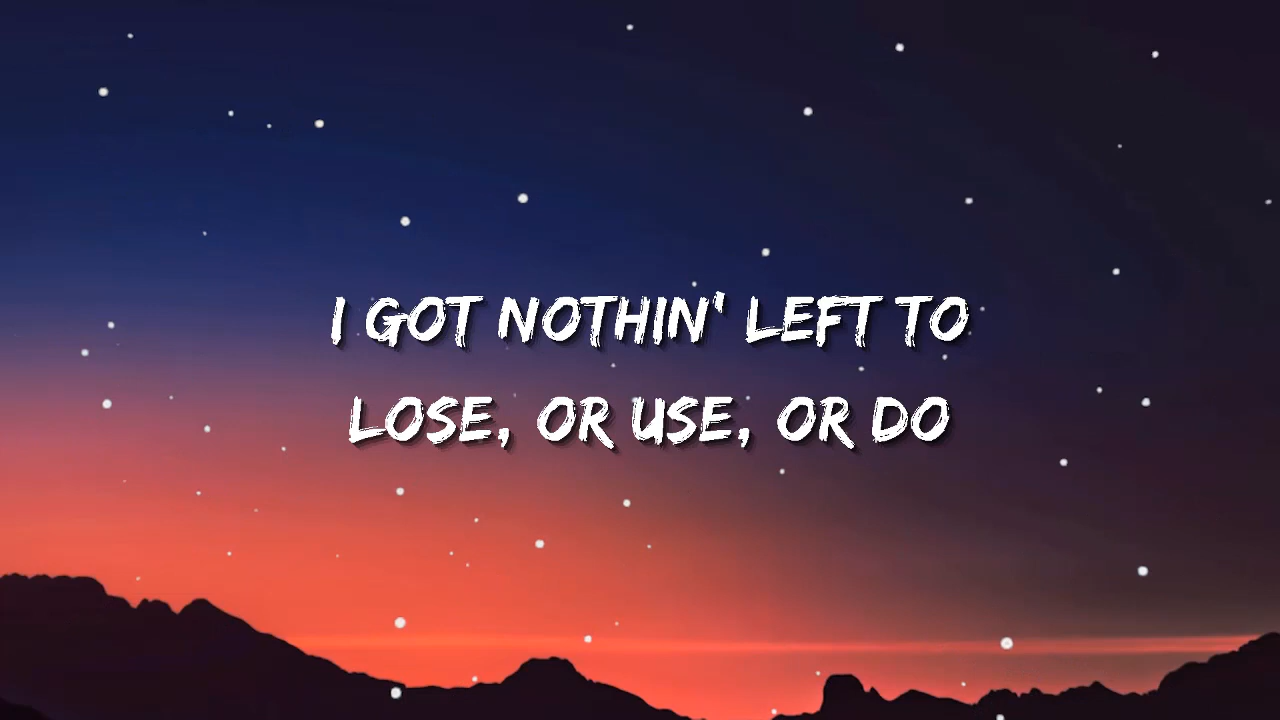 I GOT NOTHIN' LEFT TO
LOSE, OR USE, OR DO